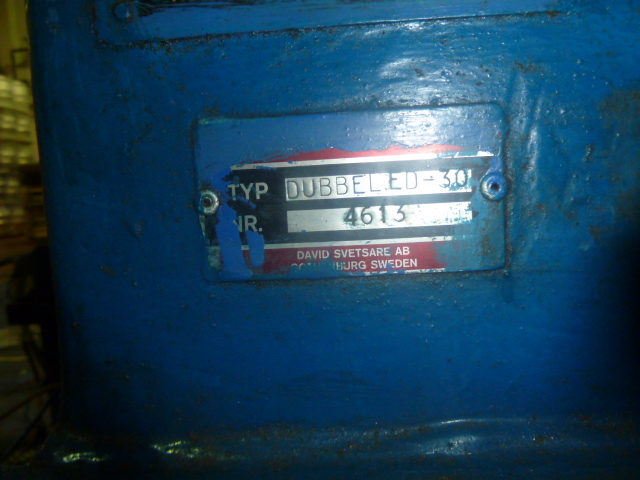 TYP DUBBEL.ED-30
NR. 4613
DAVID SVETSARE AB
SWEDEN